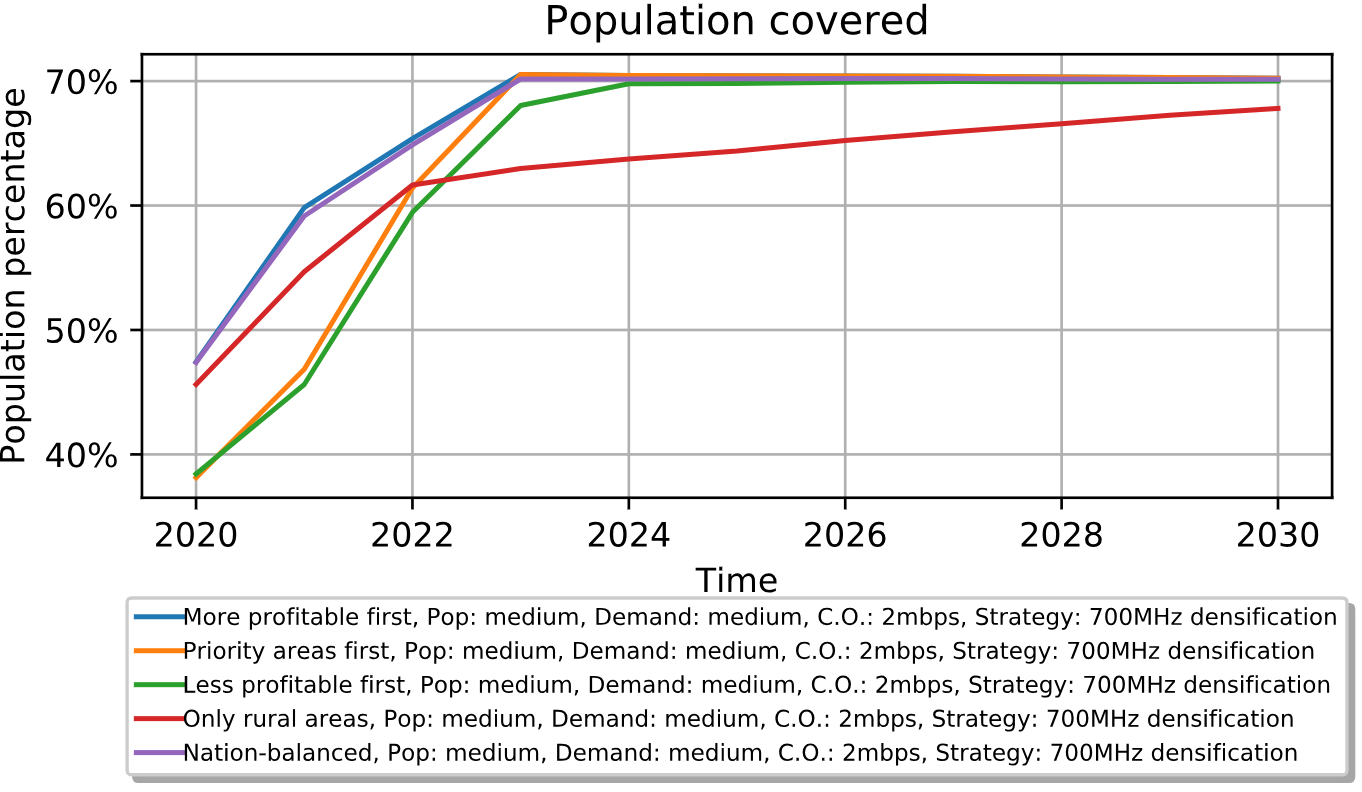 Population covered
Population percentage
70%
60%
50%
40%
2020 2022 2024 2026 2028 2030
Time
More profitable first, Pop: medium, Demand: medium, C.O.: 2mbps, Strategy: 700MHz densification
Priority areas first, Pop: medium, Demand: medium, C.O.: 2mbps, Strategy: 700MHz densification
Less profitable first, Pop: medium, Demand: medium, C.O.: 2mbps, Strategy: 700MHz densification
Only rural areas, Pop: medium, Demand: medium, C.O.: 2mbps, Strategy: 700MHz densification
Nation-balanced, Pop: medium, Demand: medium, C.O.: 2mbps, Strategy: 700MHz densification